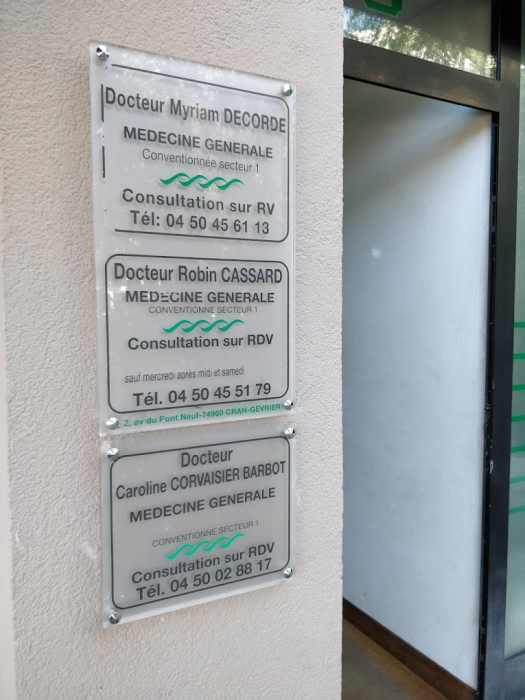 Docteur Myriam DECORDE
MEDECINE GENERALE
Conventionnée secteur 1
Consultation sur RV
Tél: 04 50 45 61 13
Docteur Robin CASSARD
MEDECINE GENERALE
CONVENTIONNE SECTEUR 1
Consultation sur RDV
sauf mercredi après midi et samedi
Tél. 04 50 45 51 79
2, av du Pont Neuf-74960 CRAN-GEVRIER
Docteur
Caroline CORVAISIER BARBOT
MEDECINE GENERALE
CONVENTIONNE SECTEUR 1
Consultation sur RDV
Tél. 04 50 02 88 17